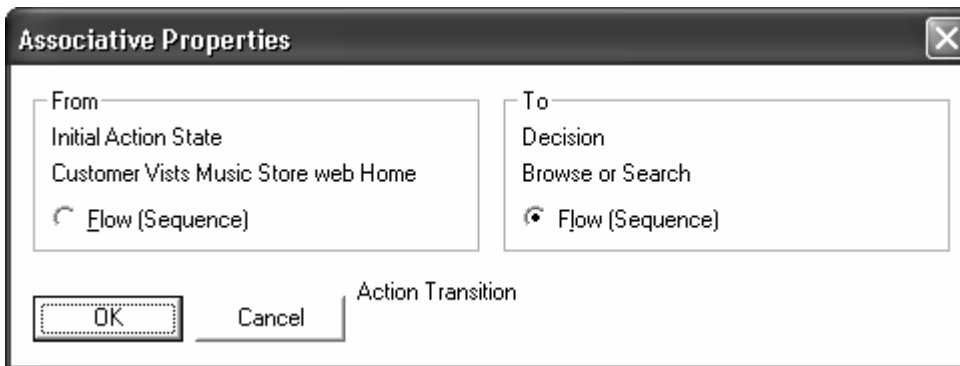 Associative Properties
From
Initial Action State
Customer Vists Music Store web Home
Flow (Sequence)
To
Decision
Browse or Search
Flow (Sequence)
OK
Cancel
Action Transition